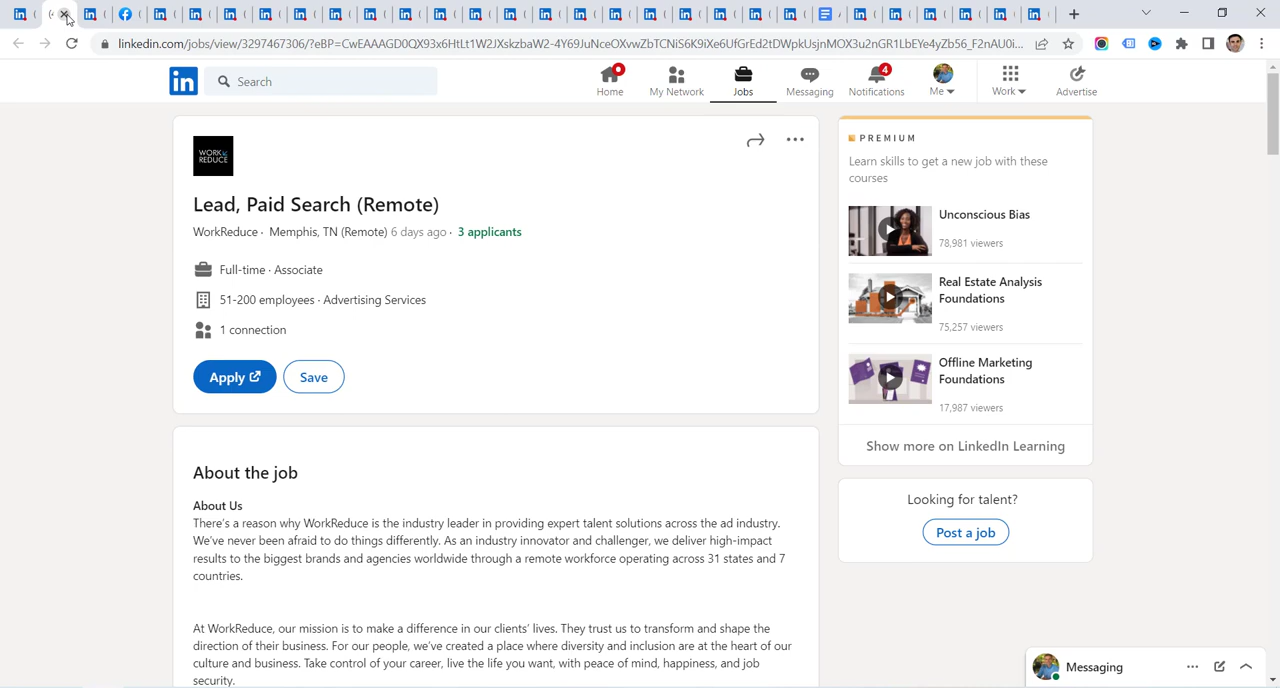 linkedin.com/jobs/view/3297467306/?eBP=CwEAAAGD0QX93x6HtLt1W2JXskzbaW2-4Y69JuNceOXvwZbTCNiS6K9iXe6UfGrEd2tDWpkUsjnMOX3u2nGR1LbEYe4yZb56_F2nAU0i...
Search
Home
My Network
Jobs
Messaging
4
Notifications
Me
Work
Advertise
WORK
REDUCE
Lead, Paid Search (Remote)
WorkReduce · Memphis, TN (Remote) 6 days ago · 3 applicants
Full-time · Associate
51-200 employees · Advertising Services
1 connection
Apply
Save
About the job
About Us
There's a reason why WorkReduce is the industry leader in providing expert talent solutions across the ad industry.
We've never been afraid to do things differently. As an industry innovator and challenger, we deliver high-impact
results to the biggest brands and agencies worldwide through a remote workforce operating across 31 states and 7
countries.
At WorkReduce, our mission is to make a difference in our clients' lives. They trust us to transform and shape the
direction of their business. For our people, we've created a place where diversity and inclusion are at the heart of our
culture and business. Take control of your career, live the life you want, with peace of mind, happiness, and job
security.
PREMIUM
Learn skills to get a new job with these
courses
Unconscious Bias
78,981 viewers
Real Estate Analysis
Foundations
75,257 viewers
Offline Marketing
Foundations
17,987 viewers
Show more on LinkedIn Learning
Looking for talent?
Post a job
Messaging